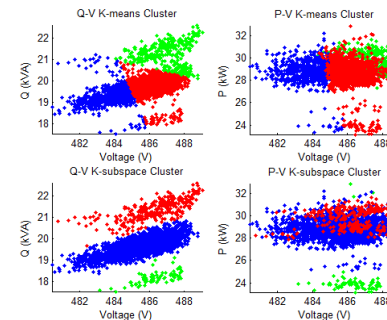 Q-V K-means Cluster
P-V K-means Cluster
Q (kVA)
22
21
20
19
18
482 484 486 488
Voltage (V)
P (kW)
32
30
28
26
24
482 484 486 488
Voltage (V)
Q-V K-subspace Cluster
P-V K-subspace Cluster
Q (kVA)
22
21
20
19
18
482 484 486 488
Voltage (V)
P (kW)
32
30
28
26
24
482 484 486 488
Voltage (V)